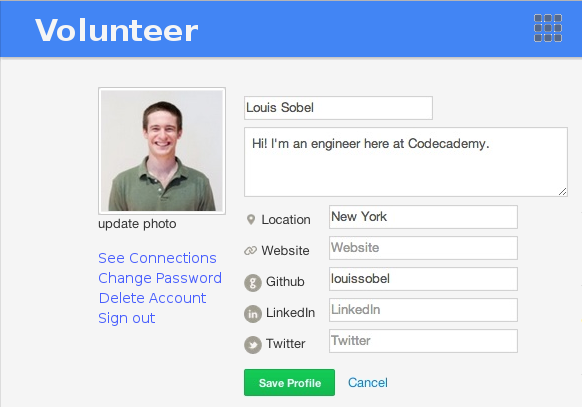 Volunteer
Louis Sobel
Hi! I'm an engineer here at Codecademy.
update photo
See Connections
Change Password
Delete Account
Sign out
Location New York
Website Website
g Github louissobel
in LinkedIn LinkedIn
Twitter Twitter
Save Profile Cancel